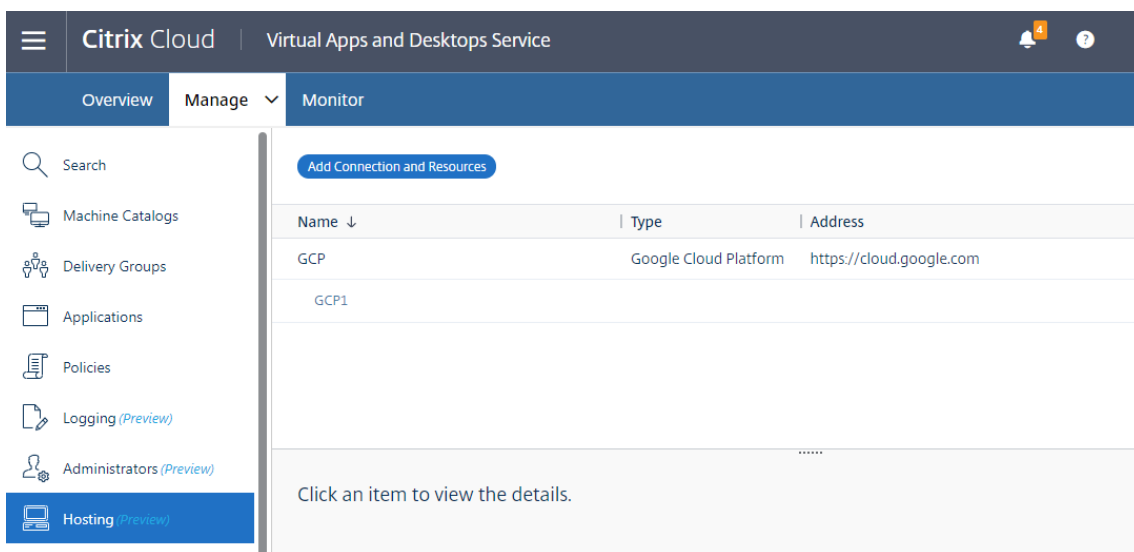 Citrix Cloud | Virtual Apps and Desktops Service 4 ?
Overview Manage Monitor
Search
Machine Catalogs
Delivery Groups
Applications
Policies
Logging (Preview)
Administrators (Preview)
Hosting (Preview)
Add Connection and Resources
Name ↓ | Type | Address
GCP Google Cloud Platform https://cloud.google.com
GCP1
Click an item to view the details.